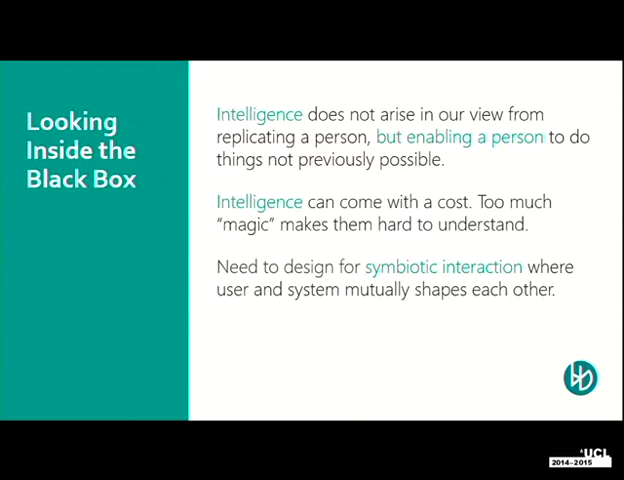 Looking
Inside the
Black Box
Intelligence does not arise in our view from
replicating a person, but enabling a person to do
things not previously possible.
Intelligence can come with a cost. Too much
“magic” makes them hard to understand.
Need to design for symbiotic interaction where
user and system mutually shapes each other.
UCL
2014-2015